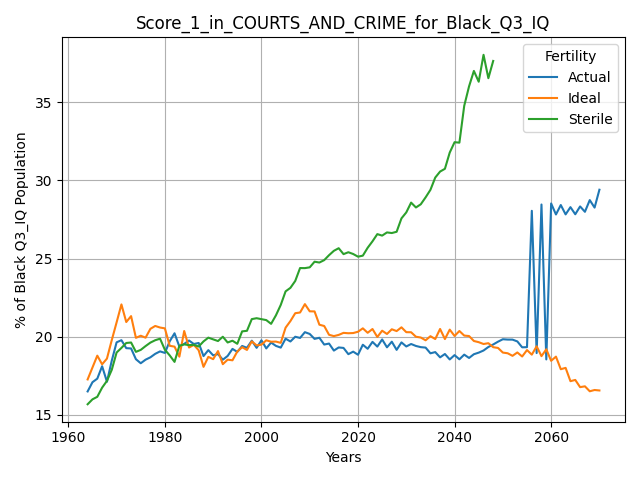 Score_1_in_COURTS_AND_CRIME_for_Black_Q3_IQ
% of Black Q3_IQ Population
35
30
25
20
15
1960
1980
2000
2020
2040
2060
Years
Fertility
Actual
Ideal
Sterile